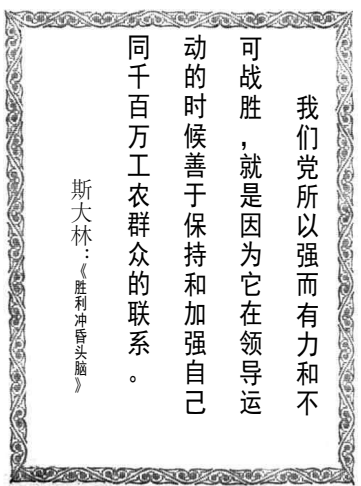 我们党所以强而有力和不
可战胜，就是因为它在领导运
动的时候善于保持和加强自己
同千百万工农群众的联系。
斯大林：《胜利冲昏头脑》